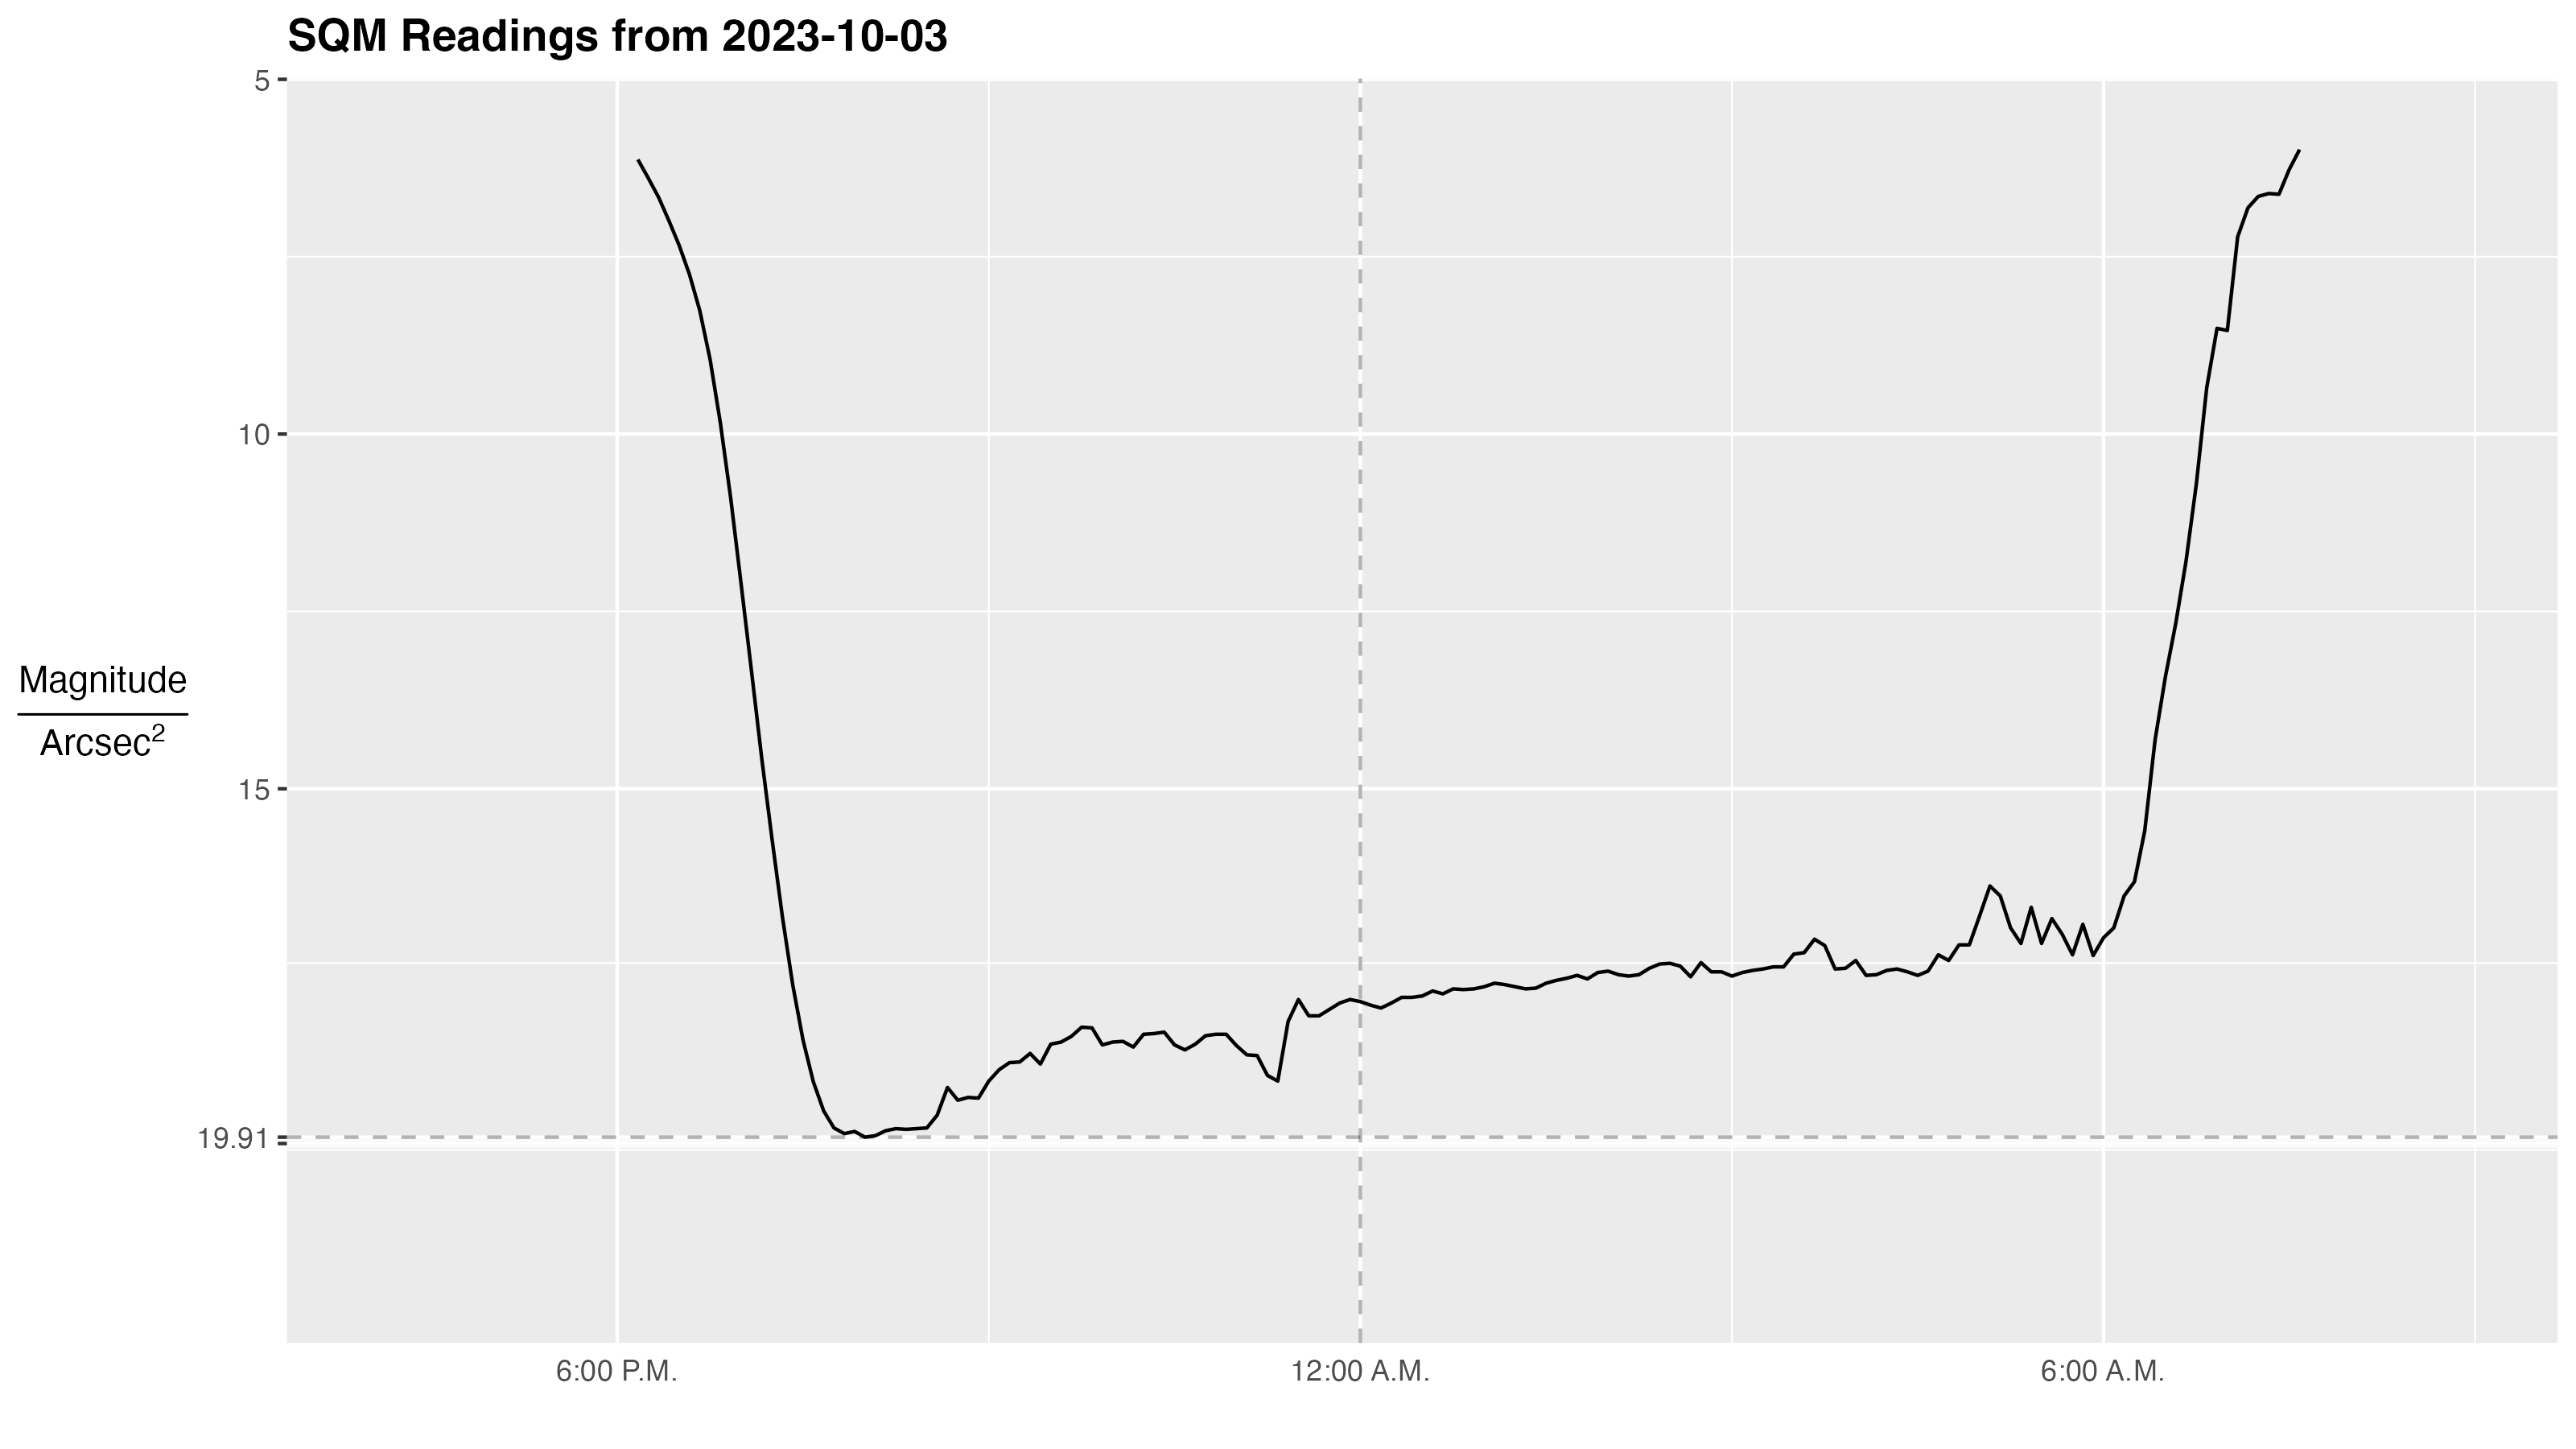 SQM Readings from 2023-10-03
5
10
15
19.91
Magnitude
Arcsec²
6:00 P.M.
12:00 A.M.
6:00 A.M.